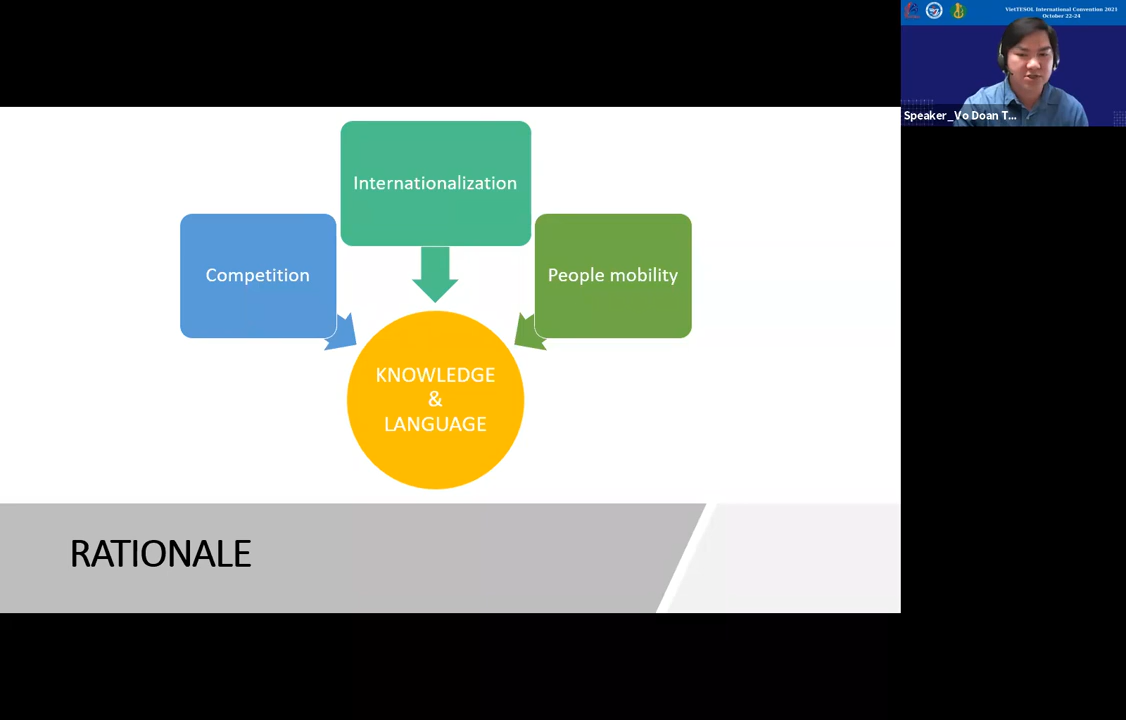 VietTESOL International Convention 2021
October 22-24
Speaker_Vo Doan T...
Internationalization
Competition
People mobility
KNOWLEDGE
&
LANGUAGE
RATIONALE